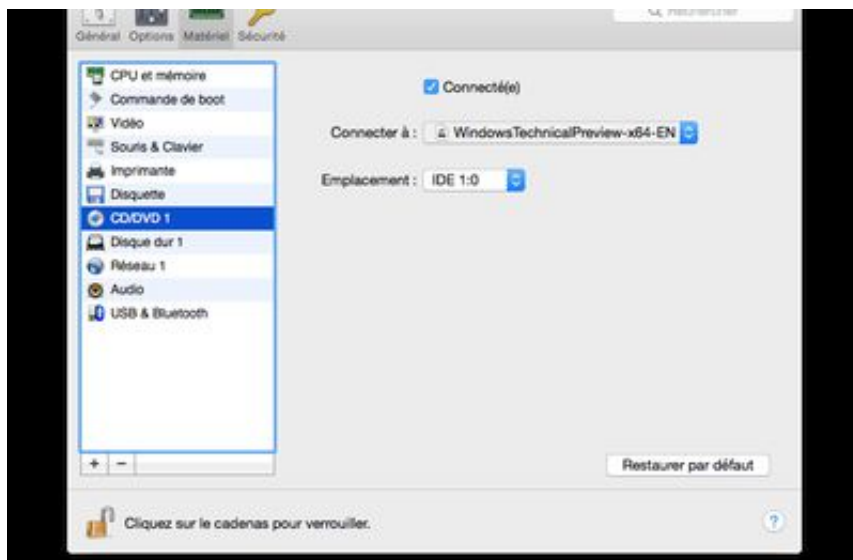 Général Options Matériel Sécurité
Rechercher
CPU et mémoire
Commande de boot
Vidéo
Souris & Clavier
Imprimante
Disquette
CD/DVD 1
Disque dur 1
Réseau 1
Audio
USB & Bluetooth
Connecté(e)
Connecter à : WindowsTechnicalPreview-x64-EN
Emplacement : IDE 1:0
Restaurer par défaut
Cliquez sur le cadenas pour verrouiller.
?